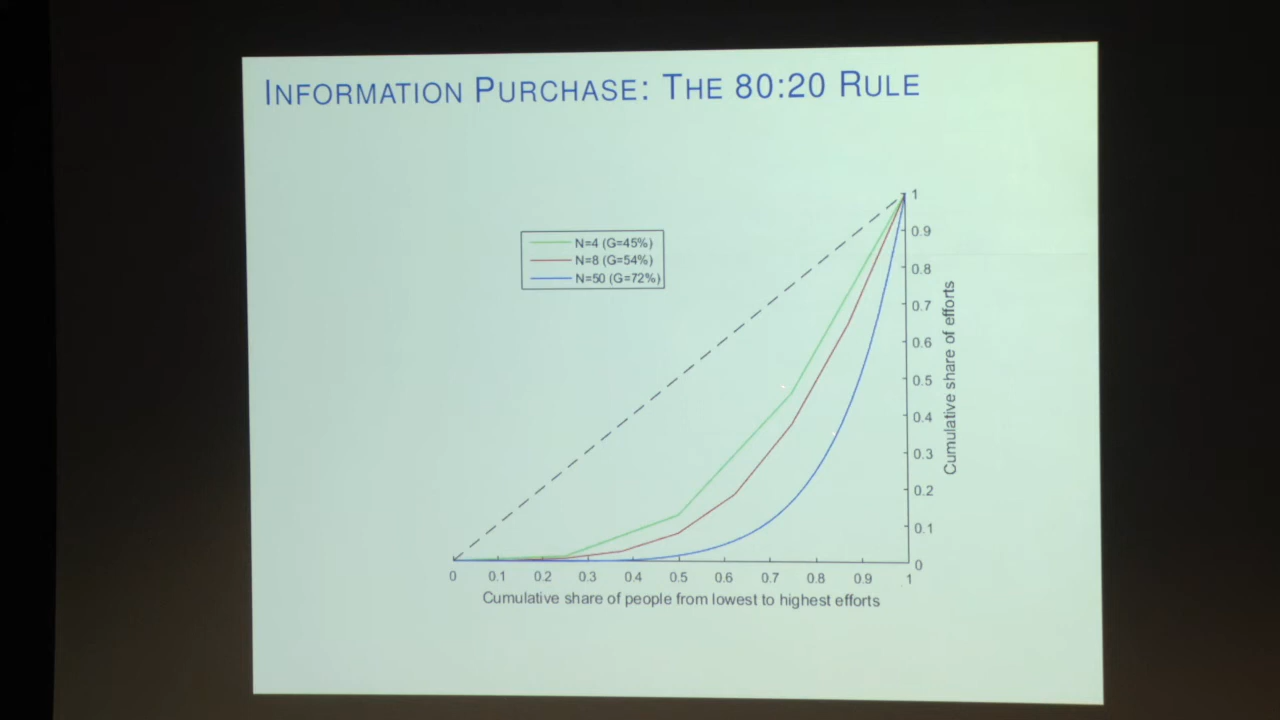 INFORMATION PURCHASE: THE 80:20 RULE
N=4 (G=45%)
N=8 (G=54%)
N=50 (G=72%)
1
0.9
0.8
0.7
0.6
0.5
0.4
0.3
0.2
0.1
0
Cumulative share of efforts
0 0.1 0.2 0.3 0.4 0.5 0.6 0.7 0.8 0.9 1
Cumulative share of people from lowest to highest efforts